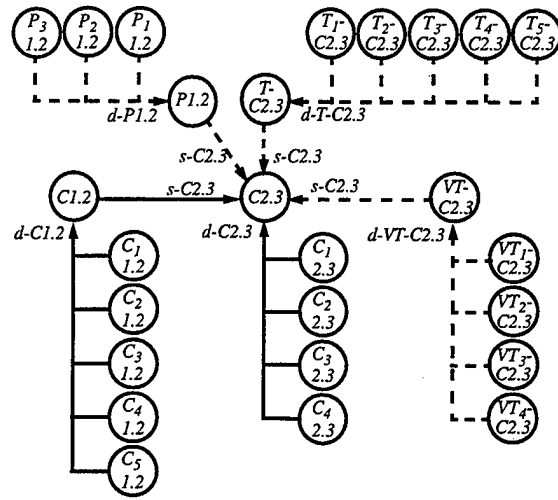 P3 1.2
P2 1.2
P1 1.2
T1- C2.3
T2- C2.3
T3- C2.3
T4- C2.3
T5- C2.3
d-P1.2
P1.2
T- C2.3
d-T-C2.3
s-C2.3
s-C2.3
C1.2
s-C2.3
C2.3
s-C2.3
VT- C2.3
d-C1.2
d-C2.3
d-VT-C2.3
C1 1.2
C1 2.3
VT1- C2.3
C2 1.2
C2 2.3
VT2- C2.3
C3 1.2
C3 2.3
VT3- C2.3
C4 1.2
C4 2.3
VT4- C2.3
C5 1.2